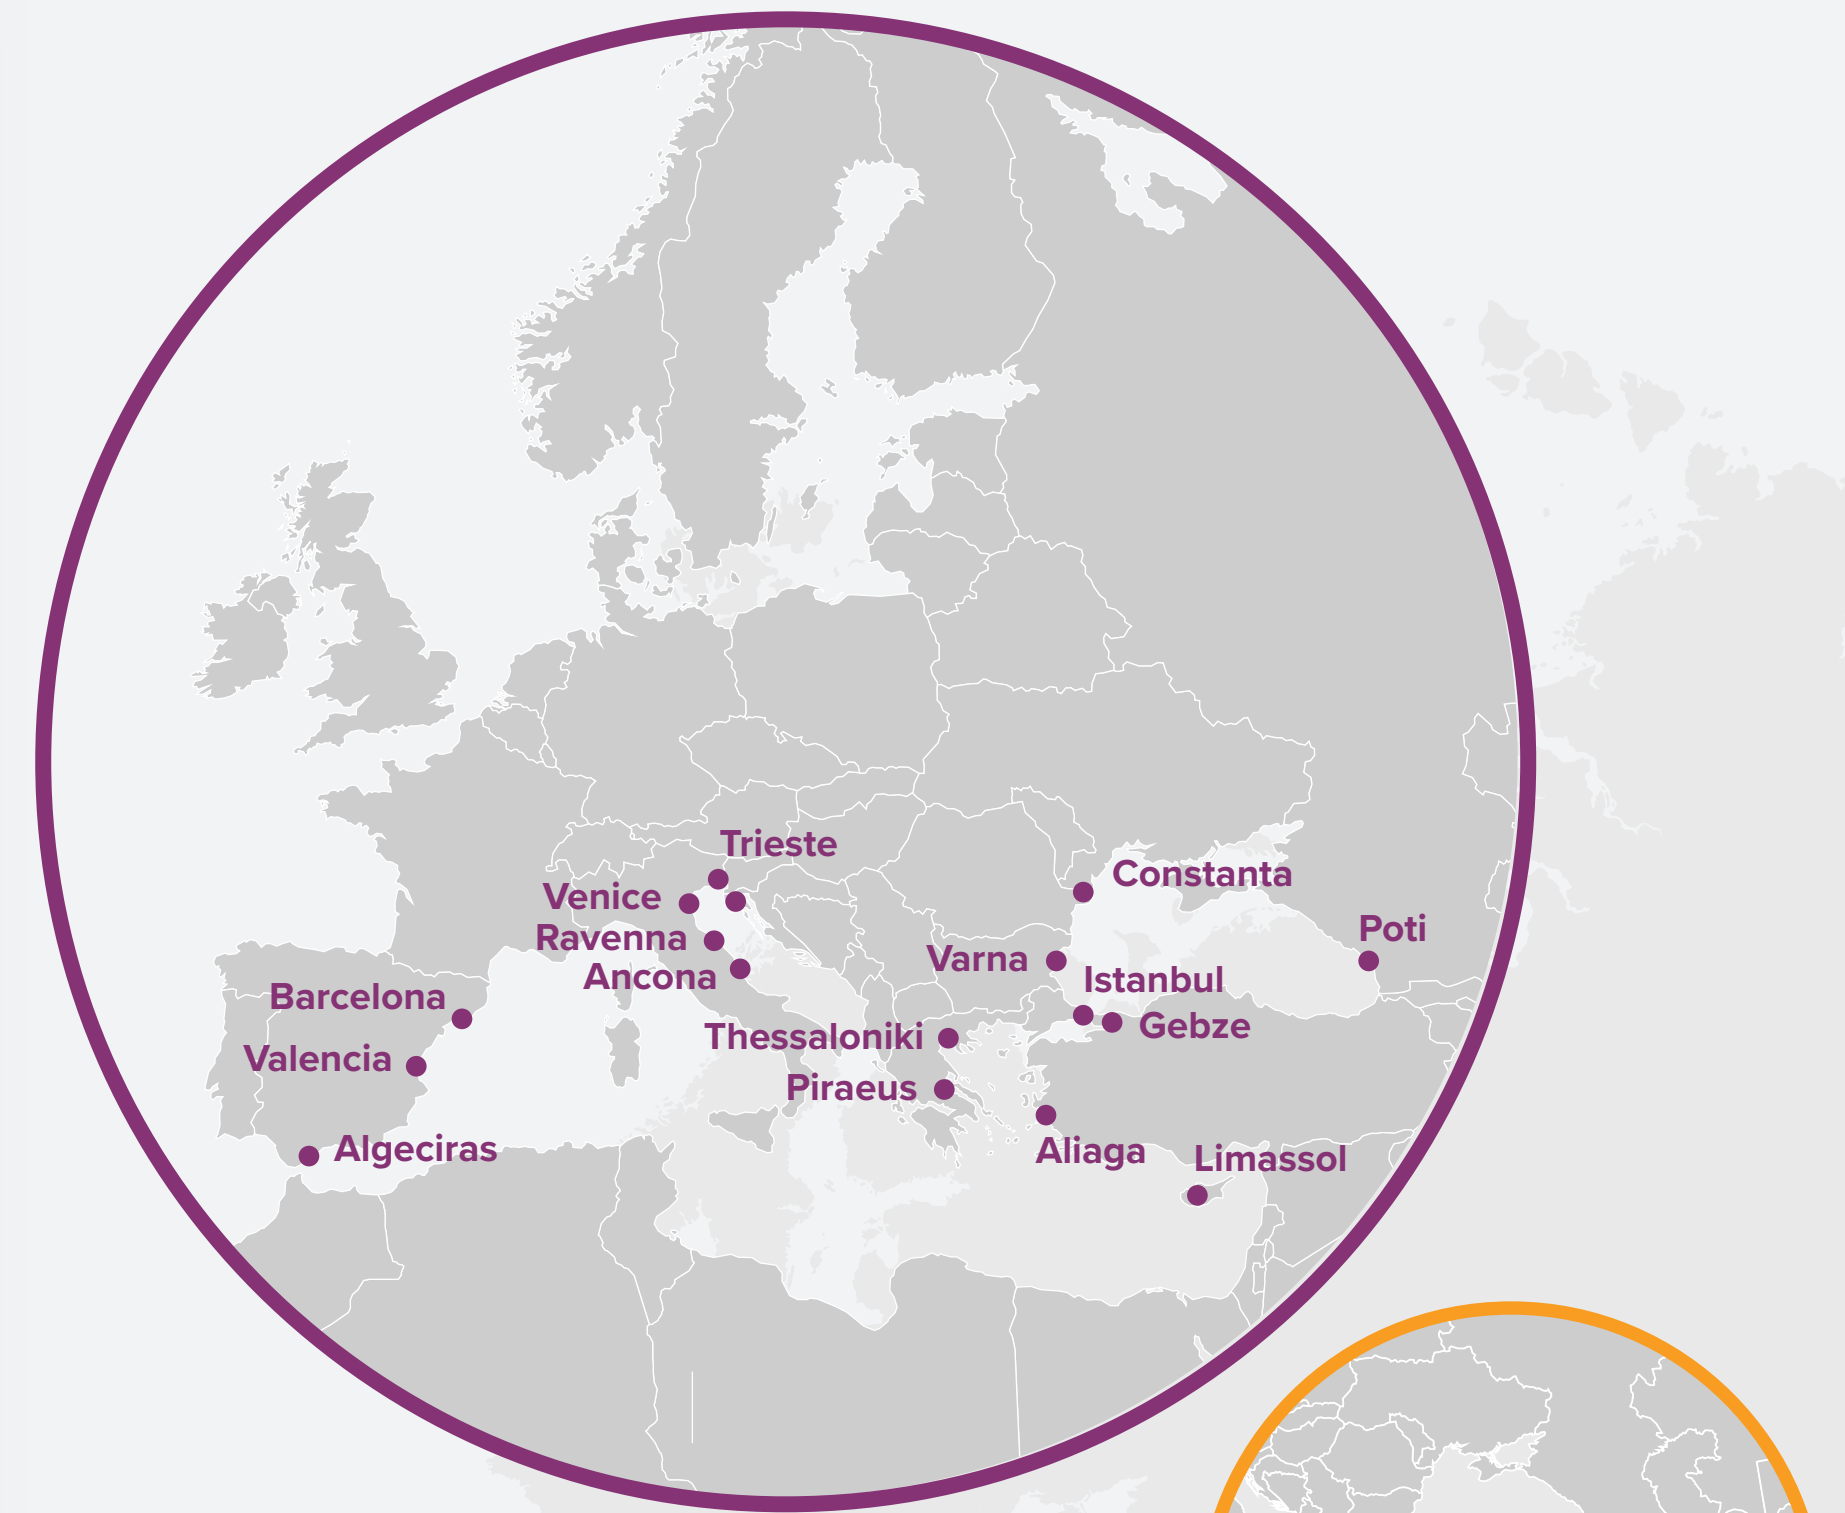 Trieste
Constanta
Venice
Poti
Ravenna
Varna
Ancona
Istanbul
Barcelona
Gebze
Thessaloniki
Valencia
Piraeus
Algeciras
Aliaga
Limassol